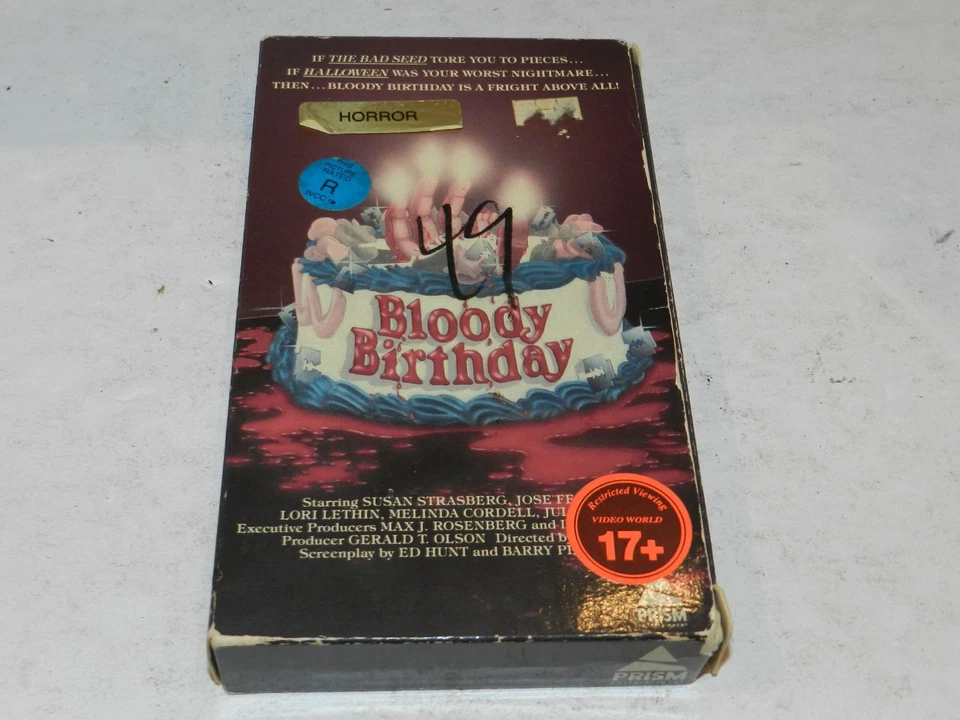 IF THE BAD SEED TORE YOU TO PIECES...
IF HALLOWEEN WAS YOUR WORST NIGHTMARE...
THEN...BLOODY BIRTHDAY IS A FRIGHT ABOVE ALL!
HORROR
THIS
PICTURE
RATED
R
IVCC
49
Bloody
Birthday
Starring SUSAN STRASBERG, JOSE
LORI LETHIN, MELINDA CORDELL,
Executive Producers MAX J. ROSENBERG and
Producer GERALD T. OLSON Directed
Screenplay by ED HUNT and BARRY
Restricted Viewing
VIDEO WORLD
17+
PRISM
ENTERTAINMENT
PRISM